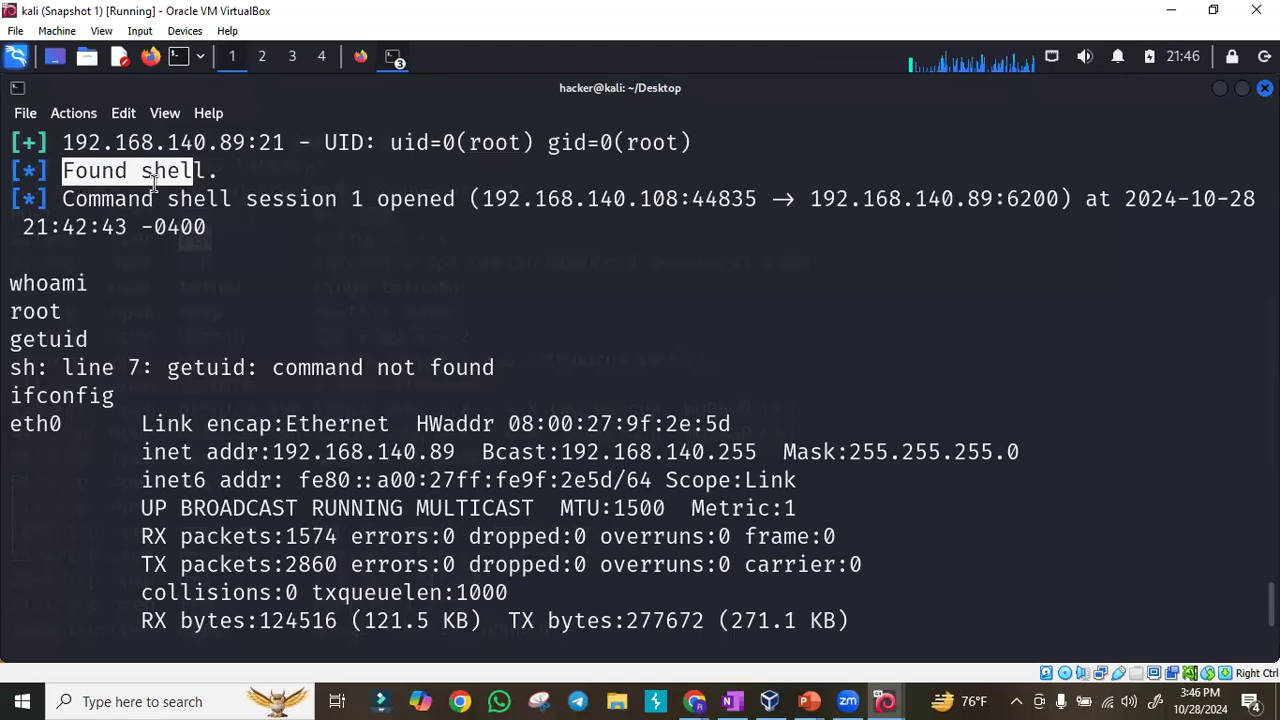 kali (Snapshot 1) [Running] - Oracle VM VirtualBox
File Machine View Input Devices Help
1 2 3 4 3 21:46
hacker@kali: ~/Desktop
File Actions Edit View Help
[+] 192.168.140.89:21 - UID: uid=0(root) gid=0(root)
[*] Found shell.
[*] Command shell session 1 opened (192.168.140.108:44835 → 192.168.140.89:6200) at 2024-10-28
21:42:43 -0400
whoami
root
getuid
sh: line 7: getuid: command not found
ifconfig
eth0 Link encap:Ethernet HWaddr 08:00:27:9f:2e:5d
inet addr:192.168.140.89 Bcast:192.168.140.255 Mask:255.255.255.0
inet6 addr: fe80::a00:27ff:fe9f:2e5d/64 Scope:Link
UP BROADCAST RUNNING MULTICAST MTU:1500 Metric:1
RX packets:1574 errors:0 dropped:0 overruns:0 frame:0
TX packets:2860 errors:0 dropped:0 overruns:0 carrier:0
collisions:0 txqueuelen:1000
RX bytes:124516 (121.5 KB) TX bytes:277672 (271.1 KB)
Right Ctrl
Type here to search
76°F
3:46 PM
10/28/2024
4